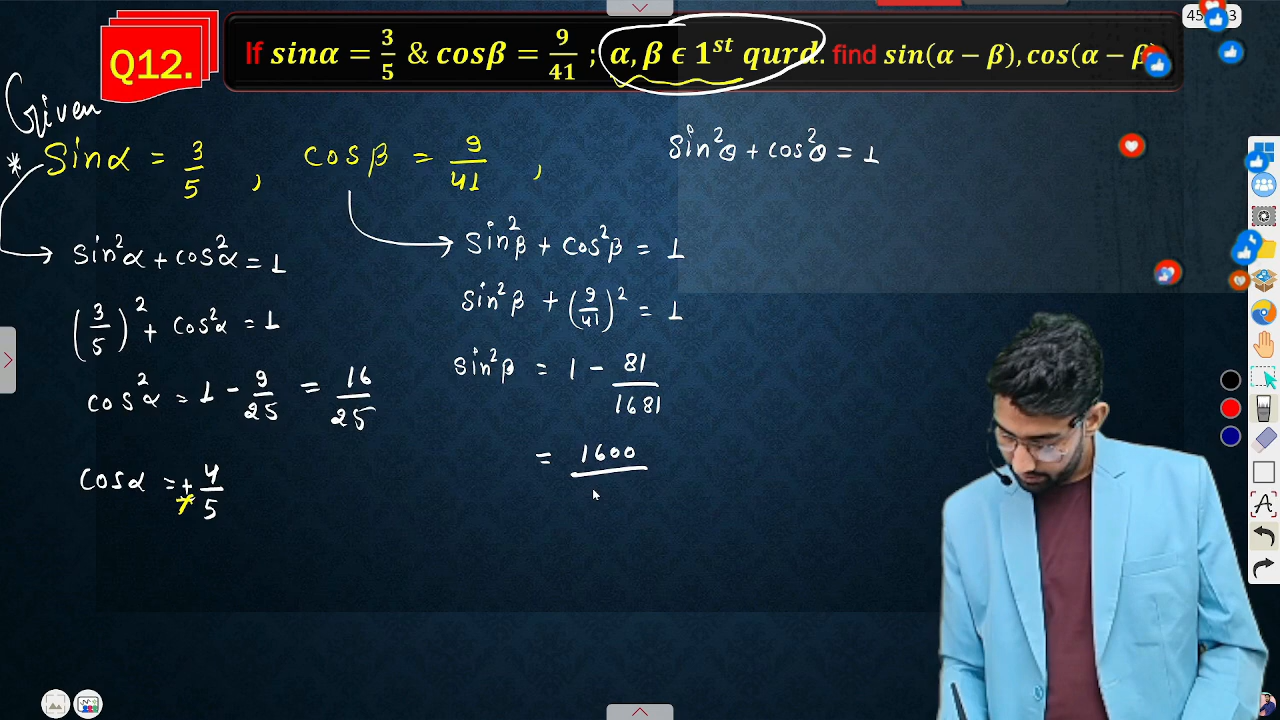 Q12.
If sinα = 3/5 & cosβ = 9/41 ; α, β ϵ 1st qurd. find sin(α − β), cos(α − β)
Given
* Sinα = 3/5 , cosβ = 9/41 ,
sin²θ + cos²θ = 1
sin²α + cos²α = 1
(3/5)² + cos²α = 1
cos²α = 1 - 9/25 = 16/25
cosα = ± 4/5
sin²β + cos²β = 1
sin²β + (9/41)² = 1
sin²β = 1 - 81/1681
= 1600